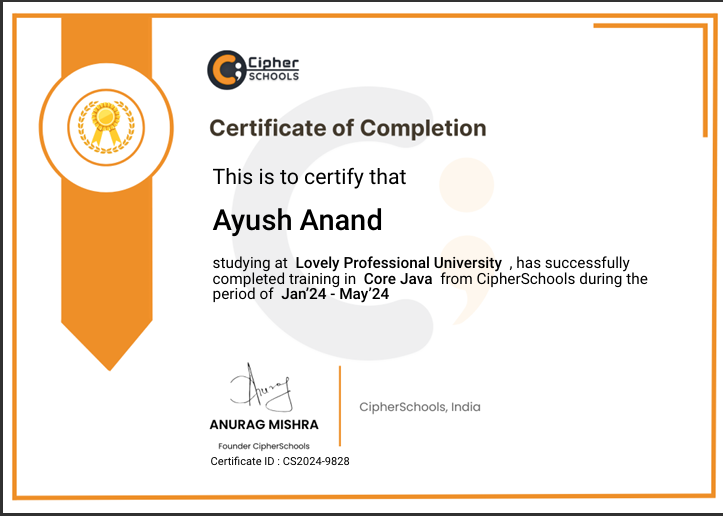 Cipher
SCHOOLS
Certificate of Completion
This is to certify that
Ayush Anand
studying at Lovely Professional University , has successfully
completed training in Core Java from CipherSchools during the
period of Jan'24 - May'24
Anurag
ANURAG MISHRA
Founder CipherSchools
CipherSchools, India
Certificate ID : CS2024-9828